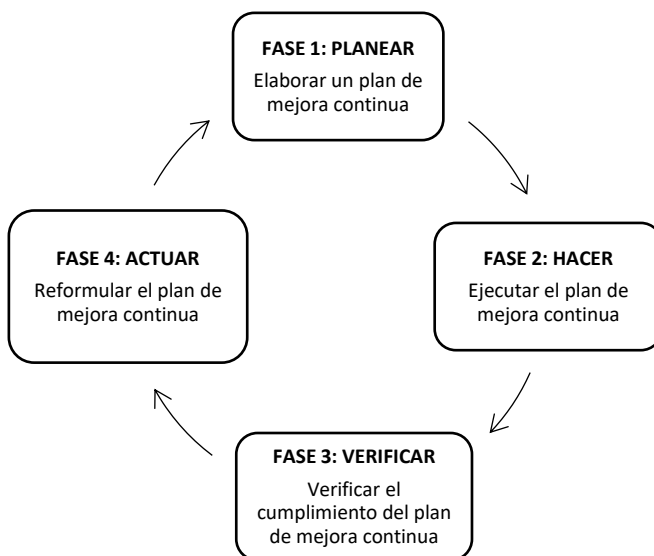 FASE 1: PLANEAR
Elaborar un plan de
mejora continua
FASE 2: HACER
Ejecutar el plan de
mejora continua
FASE 3: VERIFICAR
Verificar el
cumplimiento del plan
de mejora continua
FASE 4: ACTUAR
Reformular el plan de
mejora continua